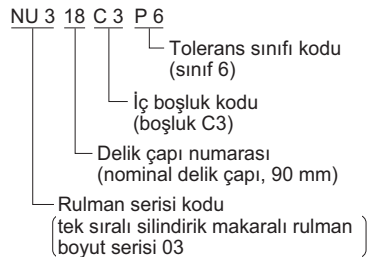 NU 3 18 C 3 P 6
Tolerans sınıfı kodu
(sınıf 6)
İç boşluk kodu
(boşluk C3)
Delik çapı numarası
(nominal delik çapı, 90 mm)
Rulman serisi kodu
(tek sıralı silindirik makaralı rulman
boyut serisi 03)